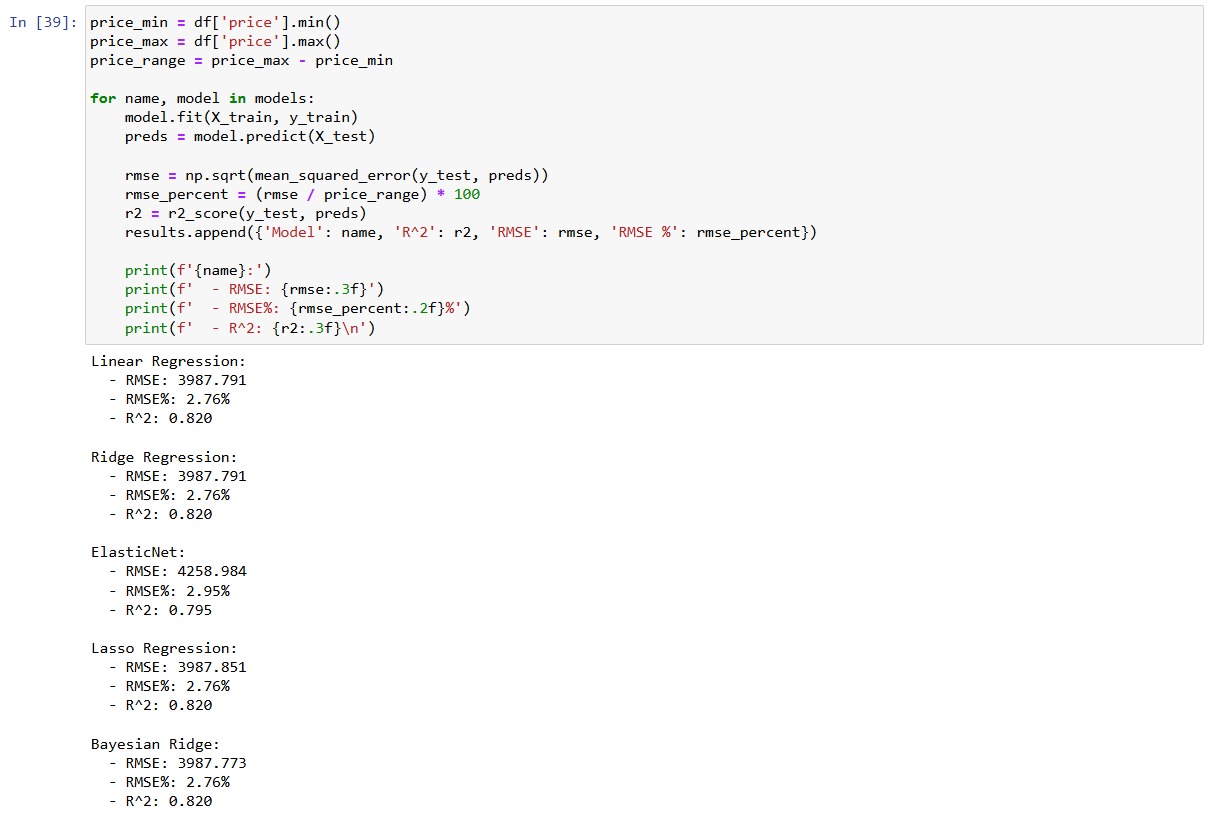 In [39]: price_min = df['price'].min()
price_max = df['price'].max()
price_range = price_max - price_min
for name, model in models:
    model.fit(X_train, y_train)
    preds = model.predict(X_test)
    rmse = np.sqrt(mean_squared_error(y_test, preds))
    rmse_percent = (rmse / price_range) * 100
    r2 = r2_score(y_test, preds)
    results.append({'Model': name, 'R^2': r2, 'RMSE': rmse, 'RMSE %': rmse_percent})
    print(f'{name}:')
    print(f'  - RMSE: {rmse:.3f}')
    print(f'  - RMSE%: {rmse_percent:.2f}%')
    print(f'  - R^2: {r2:.3f}\n')
Linear Regression:
  - RMSE: 3987.791
  - RMSE%: 2.76%
  - R^2: 0.820
Ridge Regression:
  - RMSE: 3987.791
  - RMSE%: 2.76%
  - R^2: 0.820
ElasticNet:
  - RMSE: 4258.984
  - RMSE%: 2.95%
  - R^2: 0.795
Lasso Regression:
  - RMSE: 3987.851
  - RMSE%: 2.76%
  - R^2: 0.820
Bayesian Ridge:
  - RMSE: 3987.773
  - RMSE%: 2.76%
  - R^2: 0.820